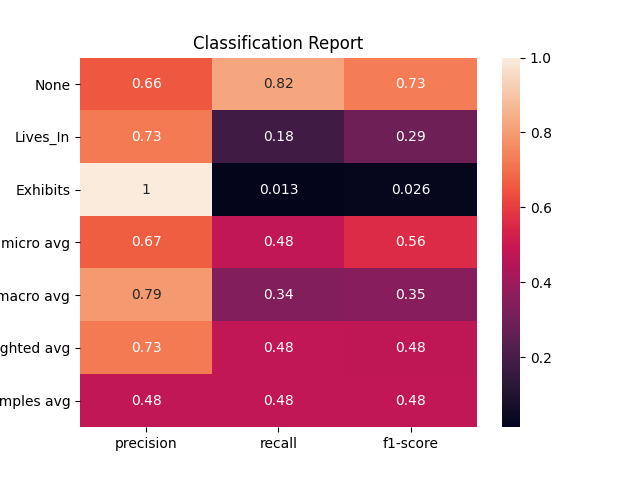 Classification Report
None 0.66 0.82 0.73 1.0
Lives_In 0.73 0.18 0.29 0.8
Exhibits 1 0.013 0.026
micro avg 0.67 0.48 0.56 0.6
macro avg 0.79 0.34 0.35 0.4
ghted avg 0.73 0.48 0.48 0.2
mples avg 0.48 0.48 0.48
precision recall f1-score